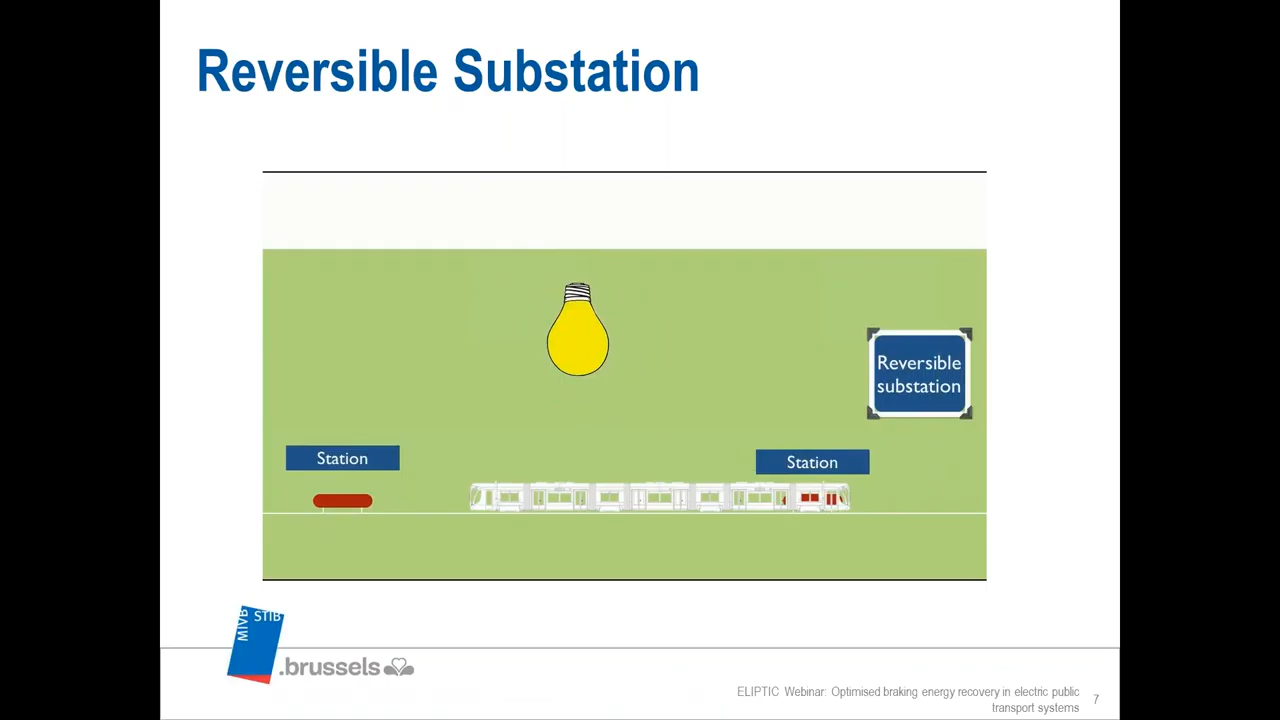 Reversible Substation
Reversible
substation
Station
Station
MIVB
STIB
.brussels
ELIPTIC Webinar: Optimised braking energy recovery in electric public
transport systems
7